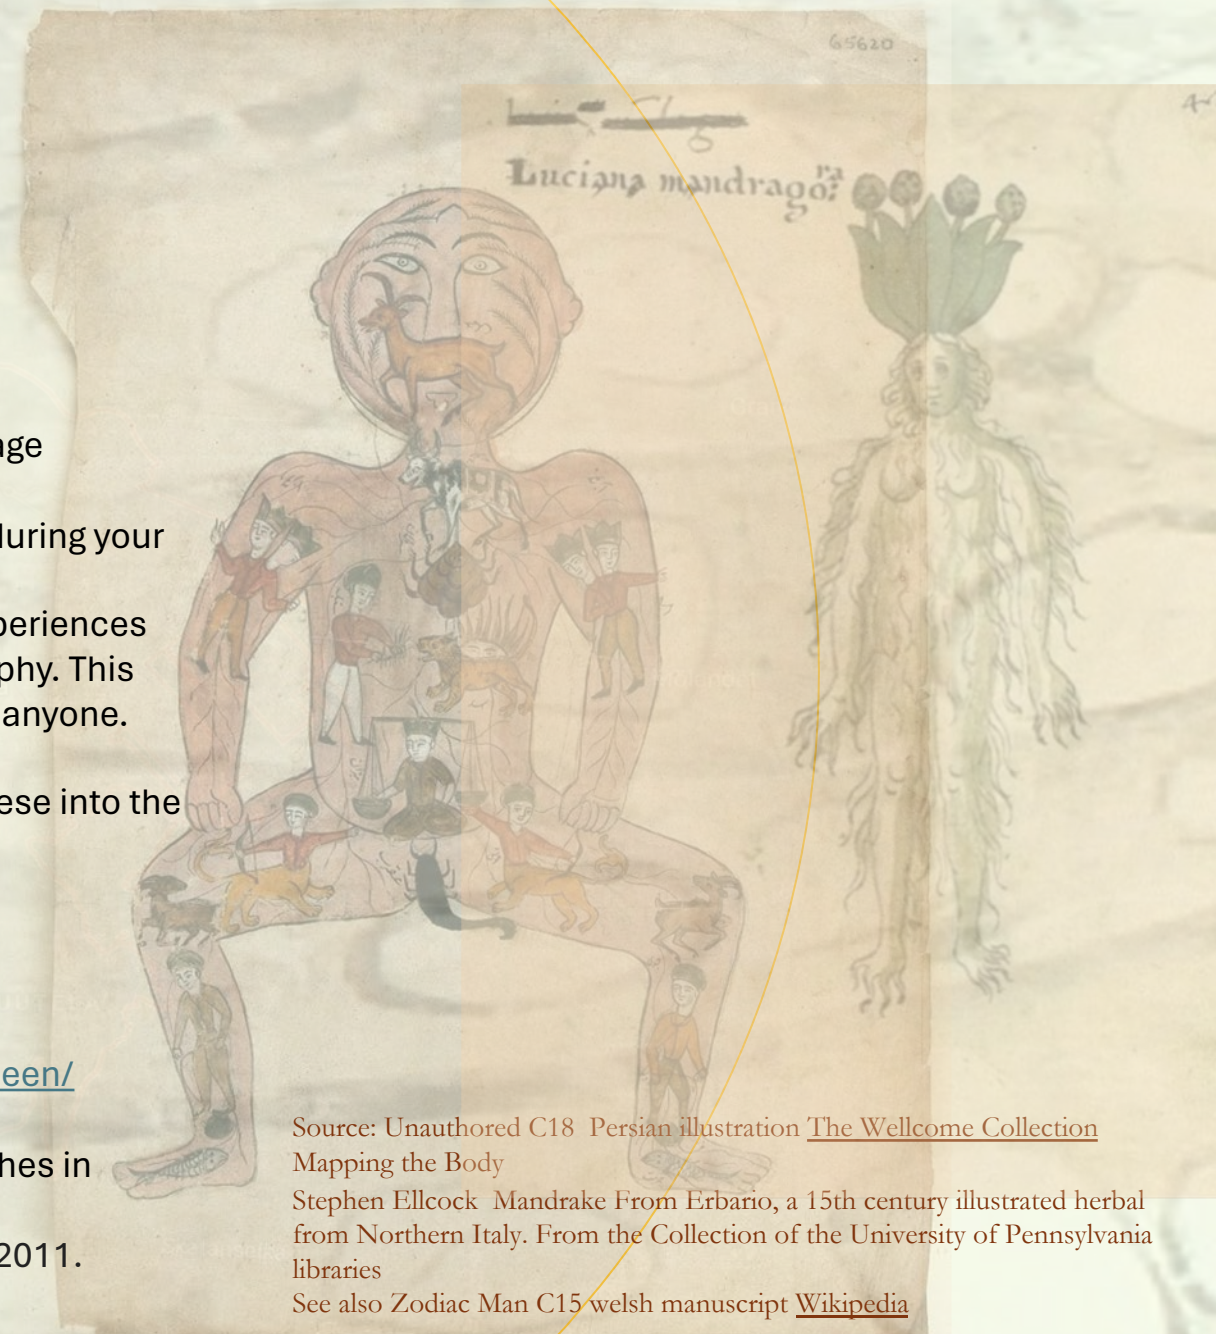 65620
Luciana mandragora
nge
during your
periences
phy. This
anyone.
ese into the
een/
hes in
2011.
Source: Unauthored C18 Persian illustration The Wellcome Collection
Mapping the Body
Stephen Ellcock Mandrake From Erbario, a 15th century illustrated herbal
from Northern Italy. From the Collection of the University of Pennsylvania
libraries
See also Zodiac Man C15 welsh manuscript Wikipedia